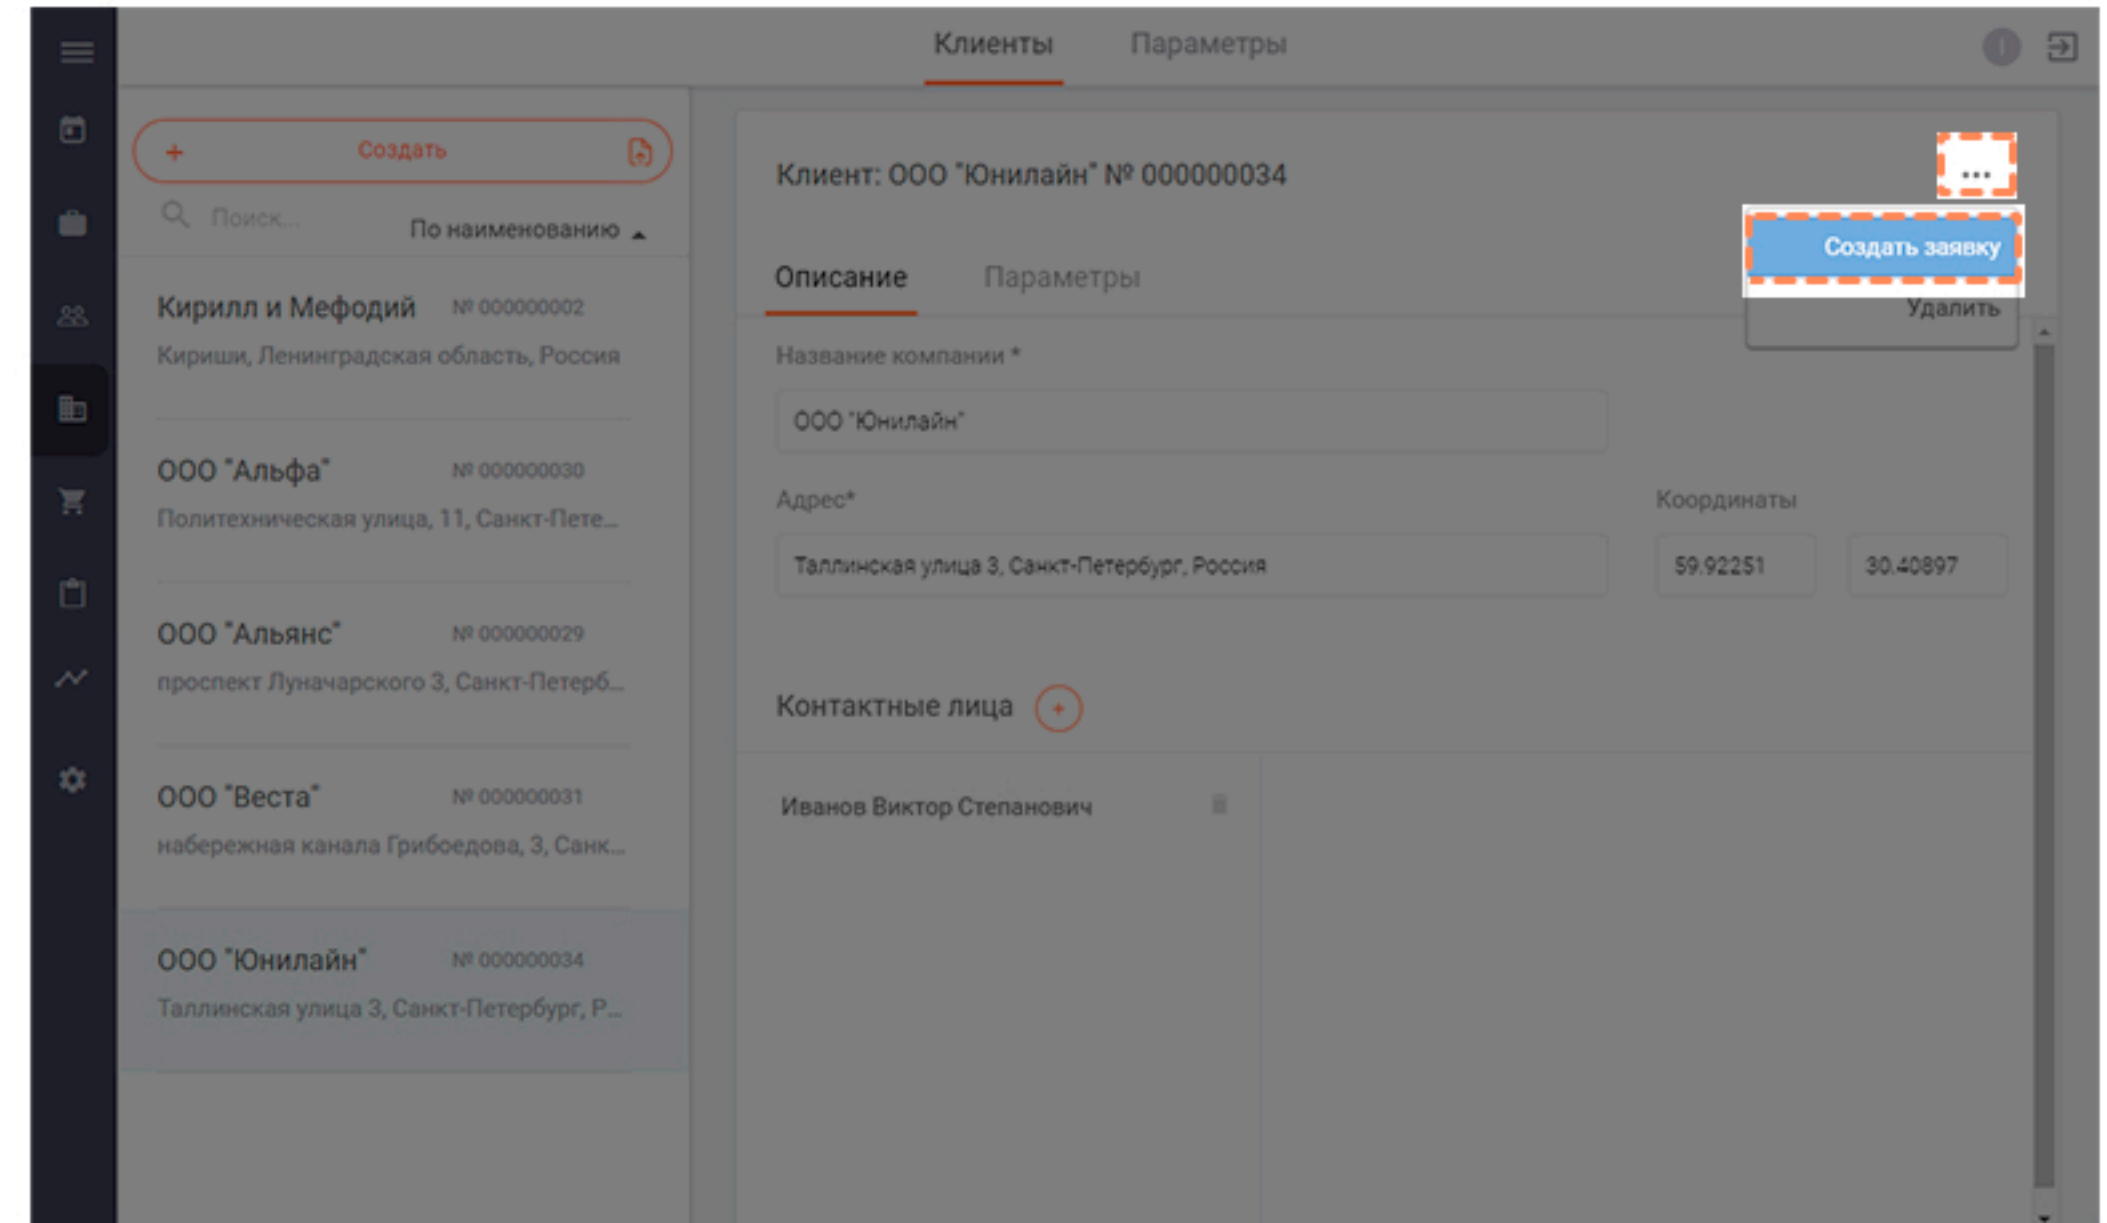 Клиенты Параметры
+ Создать
Поиск... По наименованию
Кирилл и Мефодий № 000000002
Кириши, Ленинградская область, Россия
ООО "Альфа" № 000000030
Политехническая улица, 11, Санкт-Пете...
ООО "Альянс" № 000000029
проспект Луначарского 3, Санкт-Петерб...
ООО "Веста" № 000000031
набережная канала Грибоедова, 3, Санк...
ООО "Юнилайн" № 000000034
Таллинская улица 3, Санкт-Петербург, Р...
Клиент: ООО "Юнилайн" № 000000034
...
Создать заявку
Удалить
Описание Параметры
Название компании *
ООО "Юнилайн"
Адрес* Координаты
Таллинская улица 3, Санкт-Петербург, Россия 59.92251 30.40897
Контактные лица +
Иванов Виктор Степанович